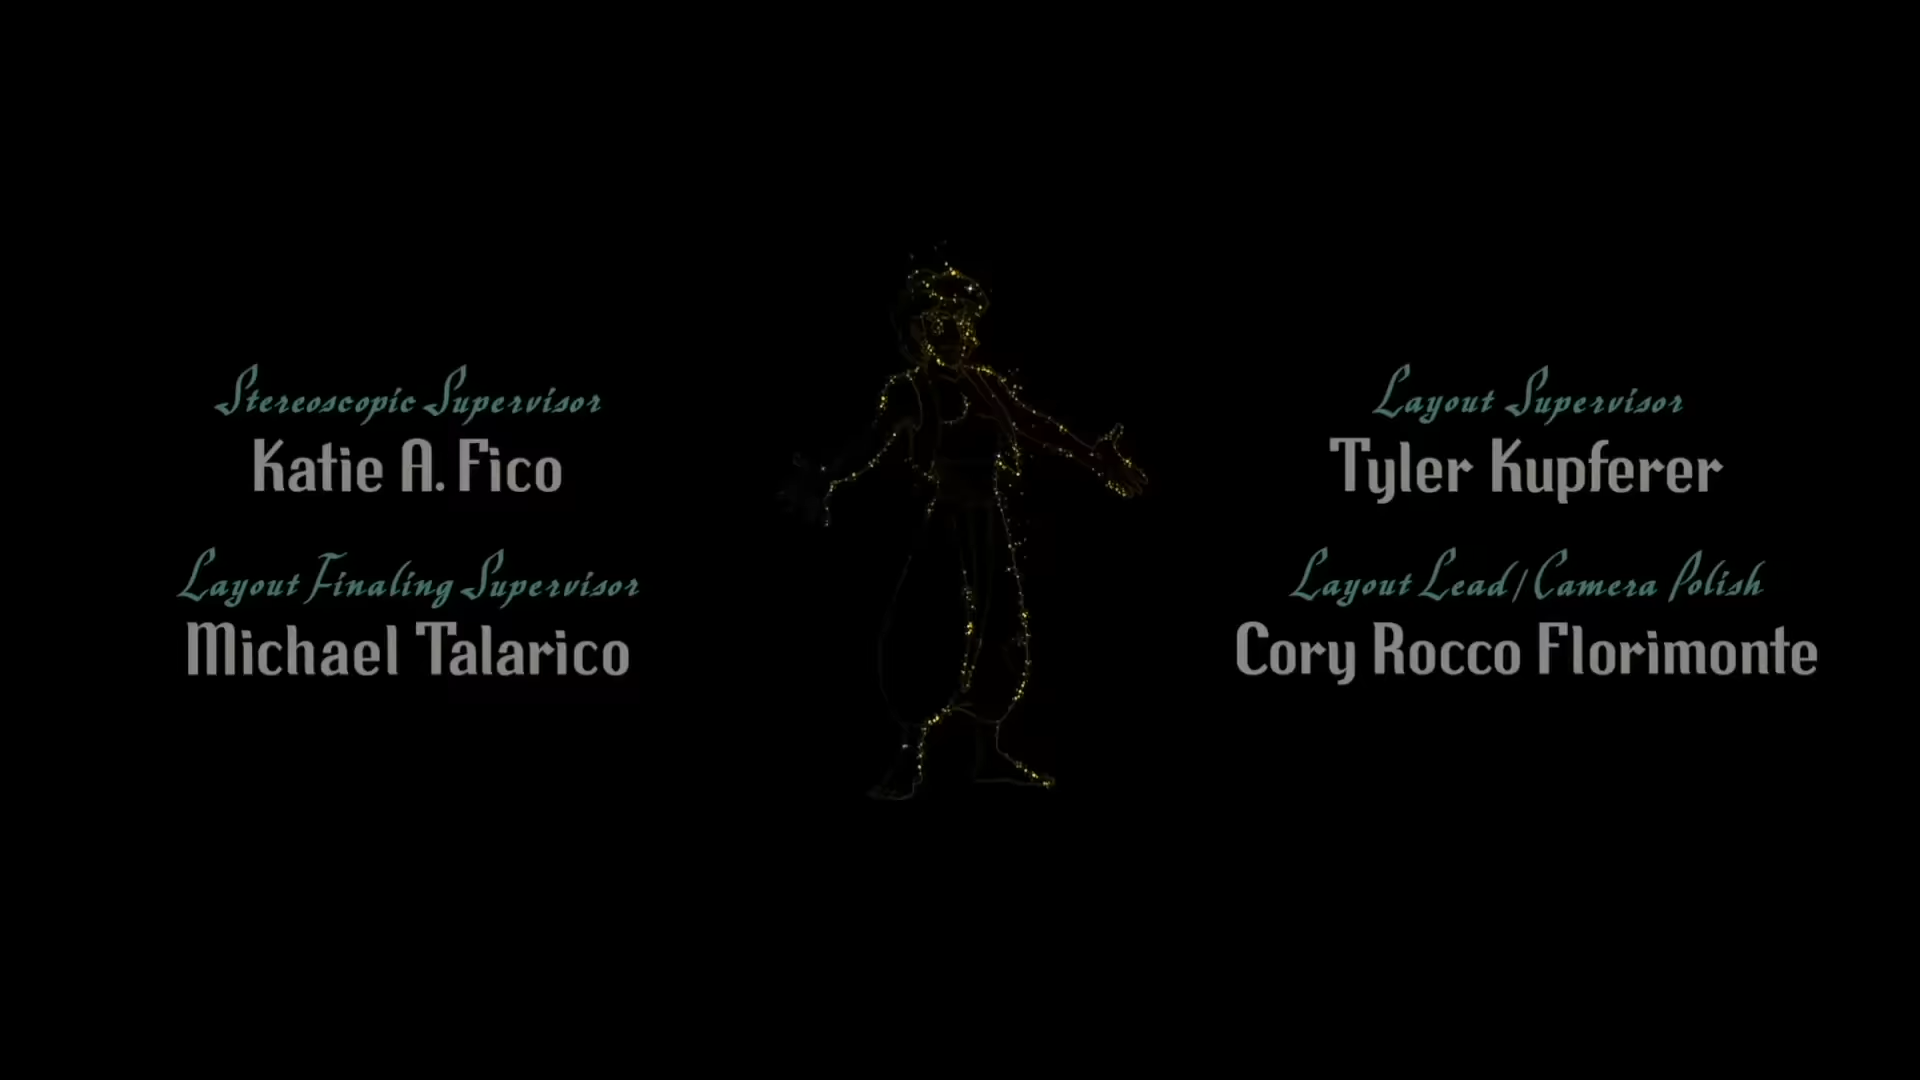 Stereoscopic Supervisor
Katie A. Fico
Layout Finaling Supervisor
Michael Talarico
Layout Supervisor
Tyler Kupferer
Layout Lead/Camera Polish
Cory Rocco Florimonte